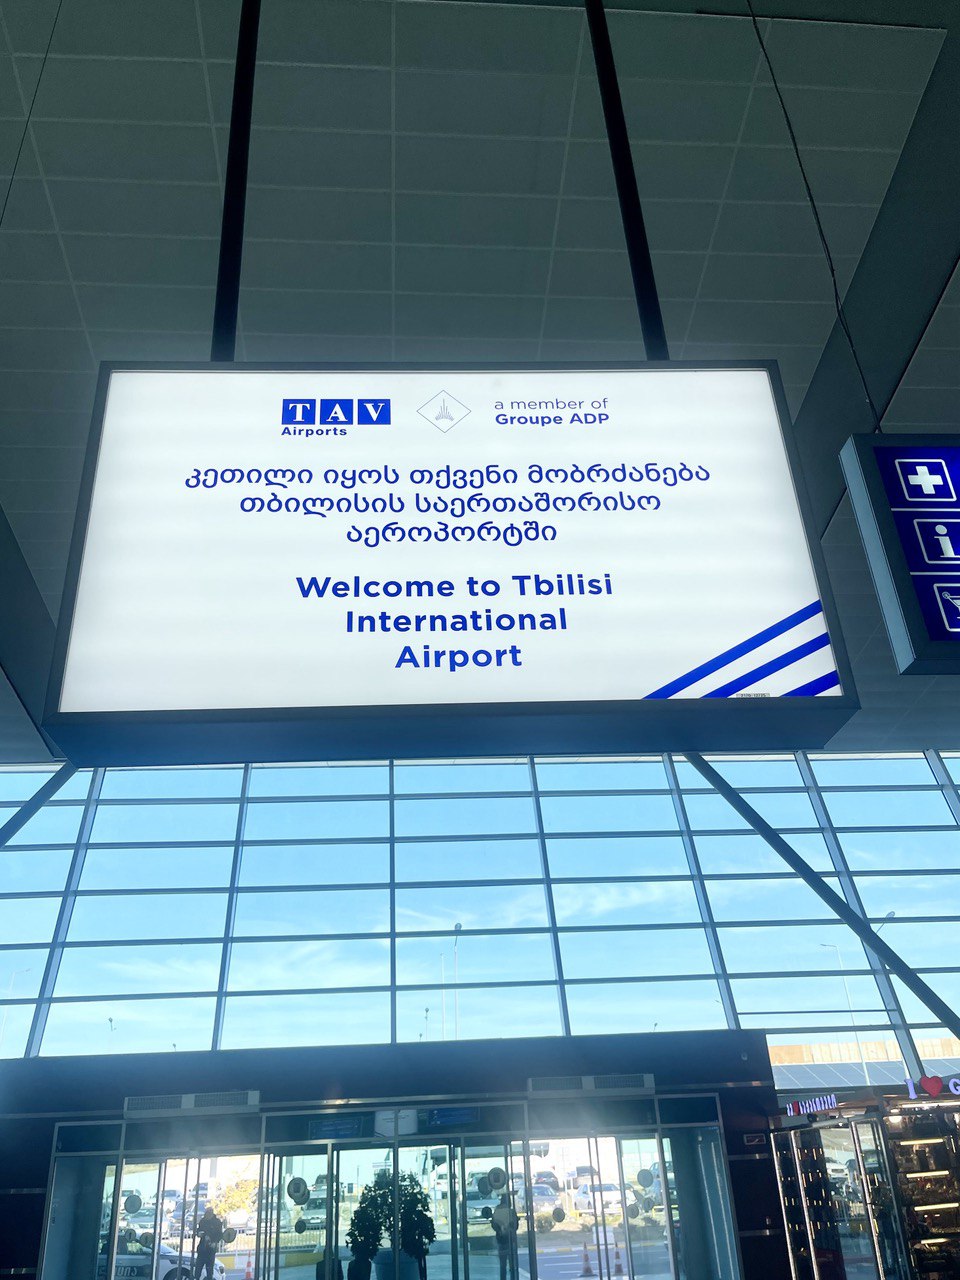 TAV
Airports
a member of
Groupe ADP
კეთილი იყოს თქვენი მობრძანება
თბილისის საერთაშორისო
აეროპორტში
Welcome to Tbilisi
International
Airport
i
I ❤ G